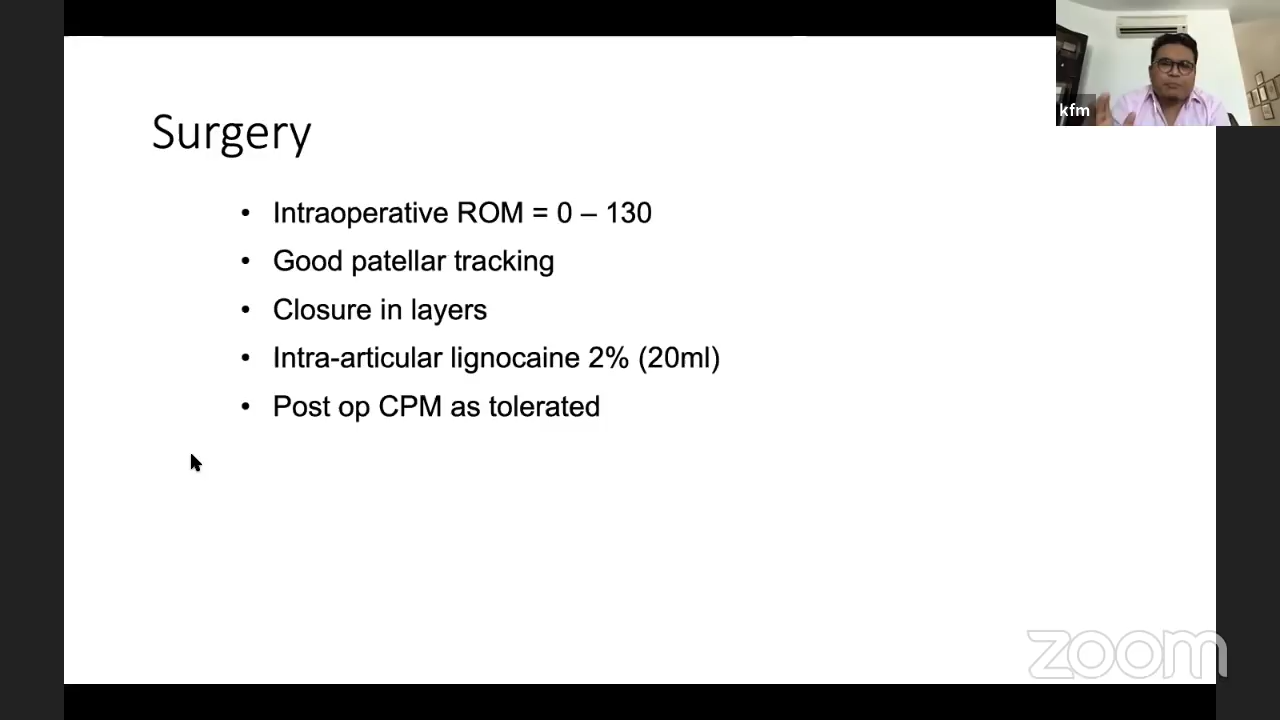 kfm
Surgery
• Intraoperative ROM = 0 – 130
• Good patellar tracking
• Closure in layers
• Intra-articular lignocaine 2% (20ml)
• Post op CPM as tolerated
zoom